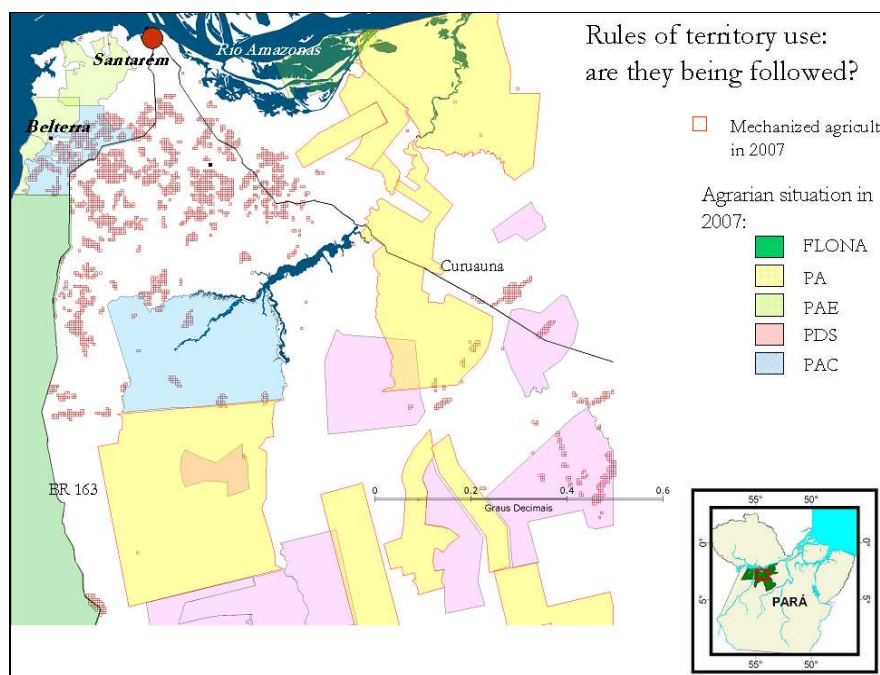 Rules of territory use:
are they being followed?
Rio Amazonas
Santarém
Belterra
Mechanized agricult
in 2007
Agrarian situation in
2007:
FLONA
PA
PAE
PDS
PAC
Curuauna
BR 163
0 0.2 0.4 0.6
Graus Decimais
55° 50°
0° 0°
5° 5°
PARÁ
55° 50°